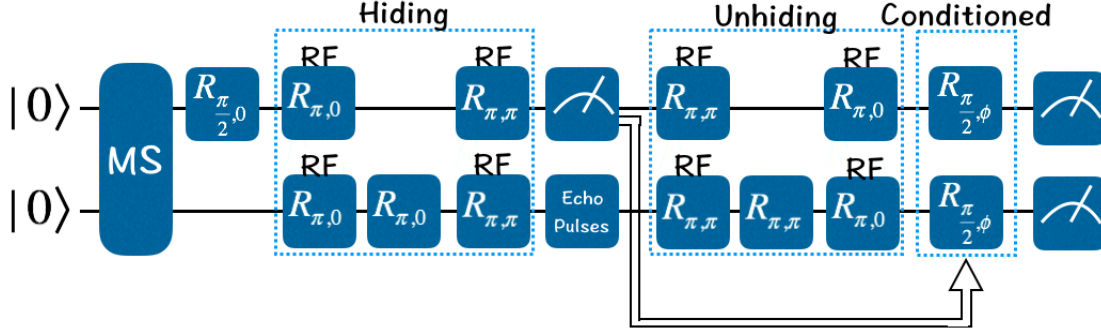 Hiding Unhiding Conditioned
RF RF RF RF
|0⟩ R_{π/2,0} R_{π,0} R_{π,π} R_{π,π} R_{π,0} R_{π/2,φ}
MS
RF RF RF RF
|0⟩ R_{π,0} R_{π,0} R_{π,π} Echo Pulses R_{π,π} R_{π,π} R_{π,0} R_{π/2,φ}